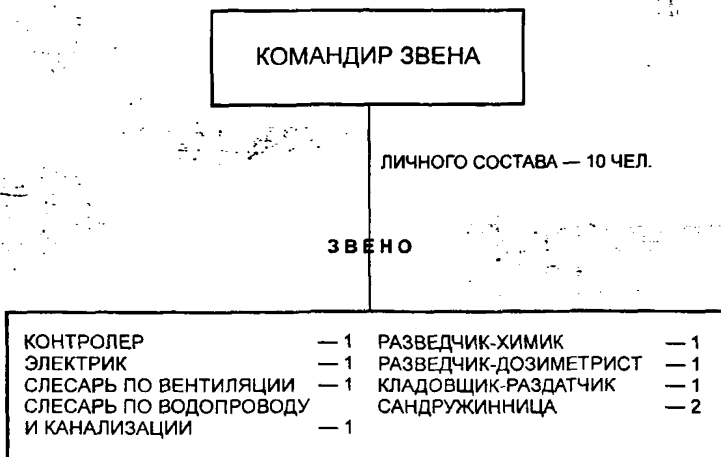 КОМАНДИР ЗВЕНА
ЛИЧНОГО СОСТАВА — 10 ЧЕЛ.
ЗВЕНО
КОНТРОЛЕР — 1
ЭЛЕКТРИК — 1
СЛЕСАРЬ ПО ВЕНТИЛЯЦИИ — 1
СЛЕСАРЬ ПО ВОДОПРОВОДУ
И КАНАЛИЗАЦИИ — 1
РАЗВЕДЧИК-ХИМИК — 1
РАЗВЕДЧИК-ДОЗИМЕТРИСТ — 1
КЛАДОВЩИК-РАЗДАТЧИК — 1
САНДРУЖИННИЦА — 2